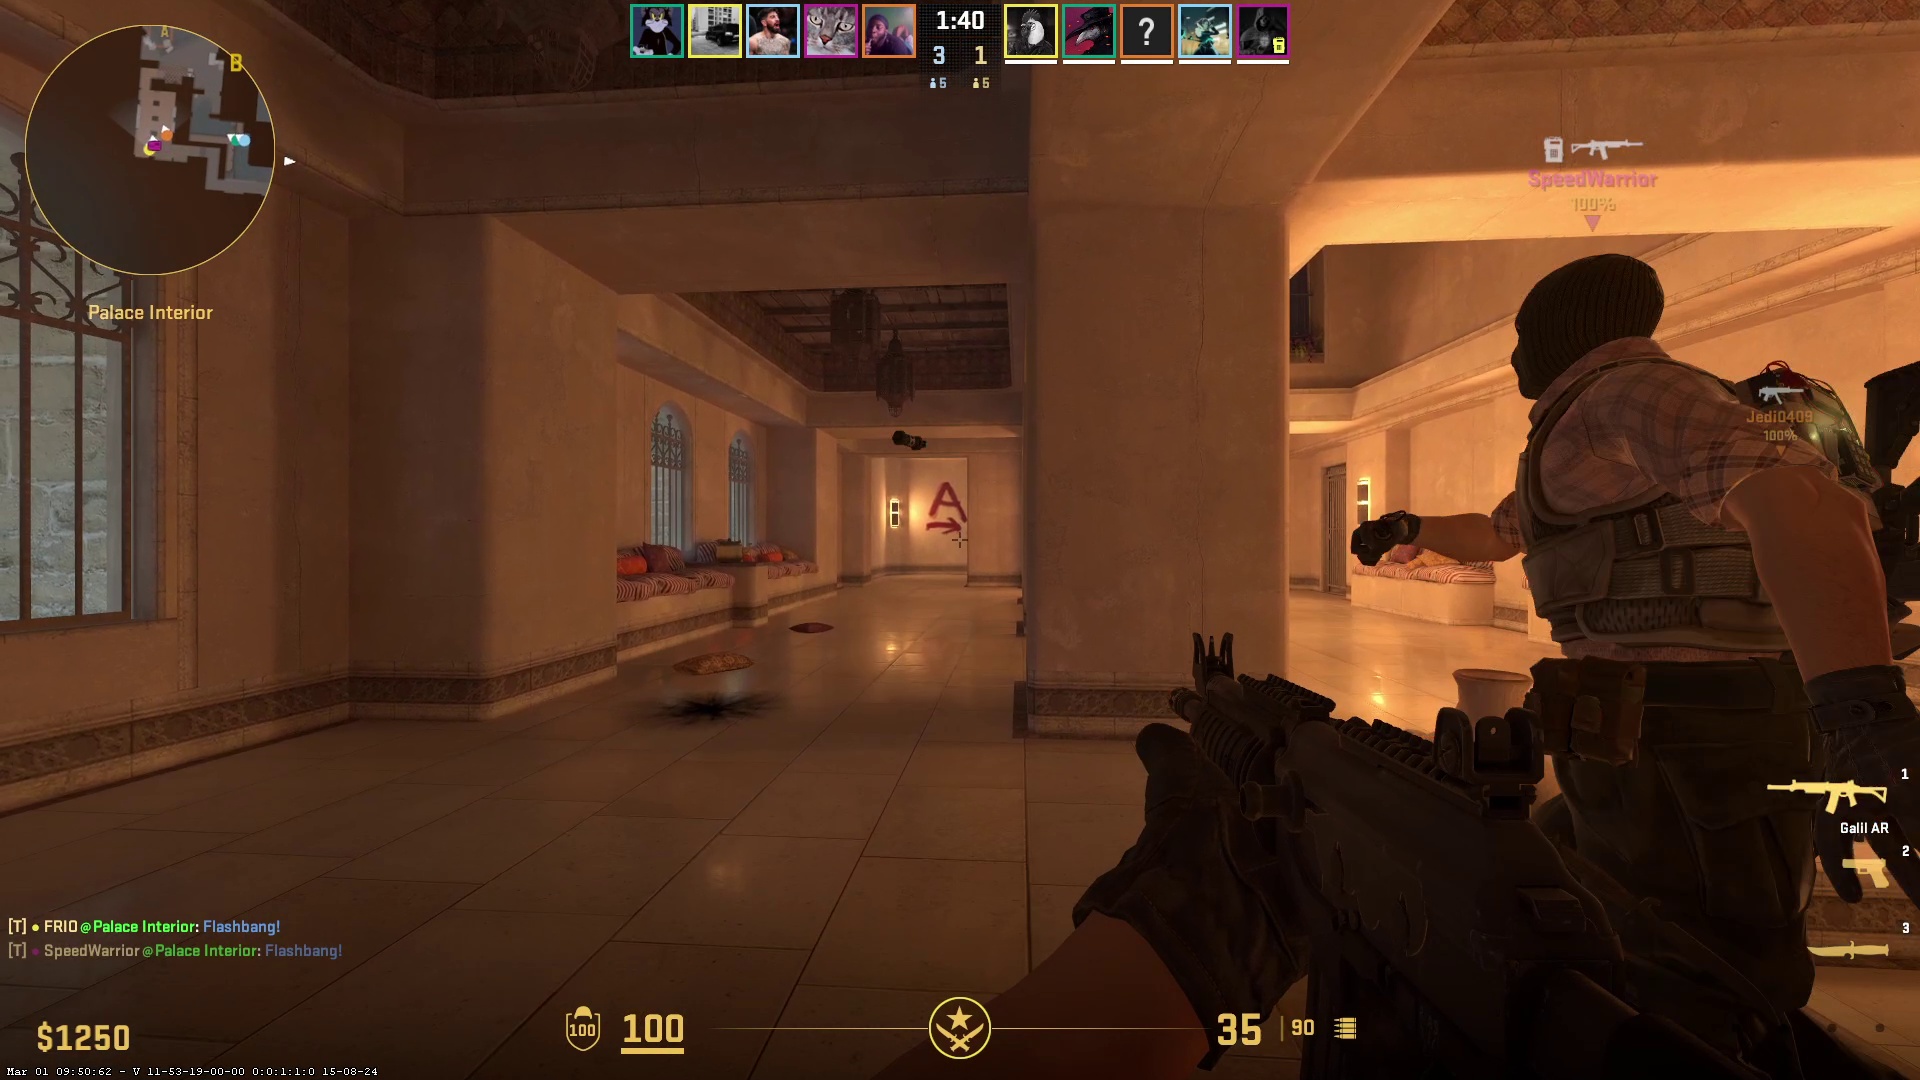 A
B
1:40
3 1
5 5
?
Palace Interior
SpeedWarrior
100%
Jedi0409
100%
A
1
Galil AR
2
3
[T] ● FRIO@Palace Interior: Flashbang!
[T] ● SpeedWarrior@Palace Interior: Flashbang!
$1250
100
100
35 | 90
Mar 01 09:50:62 - V 11-53-19-00-00 0:0:1:1:0 15-08-24